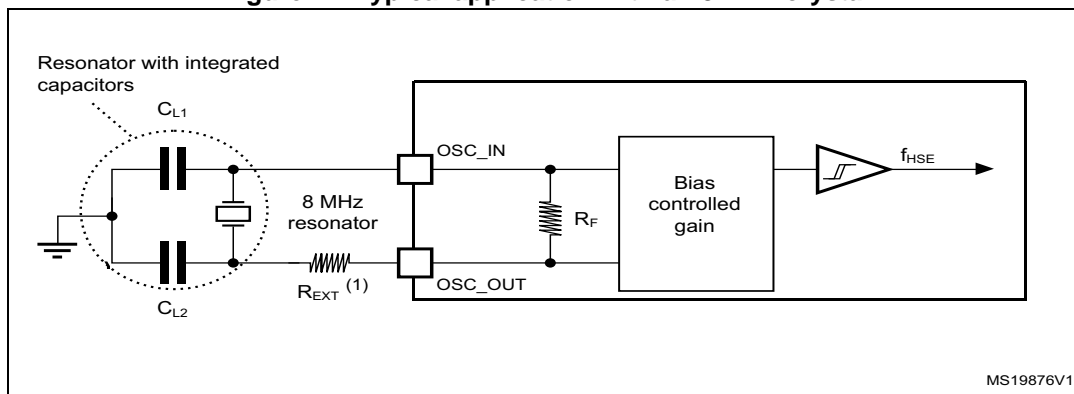 Resonator with integrated
capacitors
CL1
OSC_IN
fHSE
8 MHz
resonator
RF
Bias
controlled
gain
REXT (1)
OSC_OUT
CL2
MS19876V1